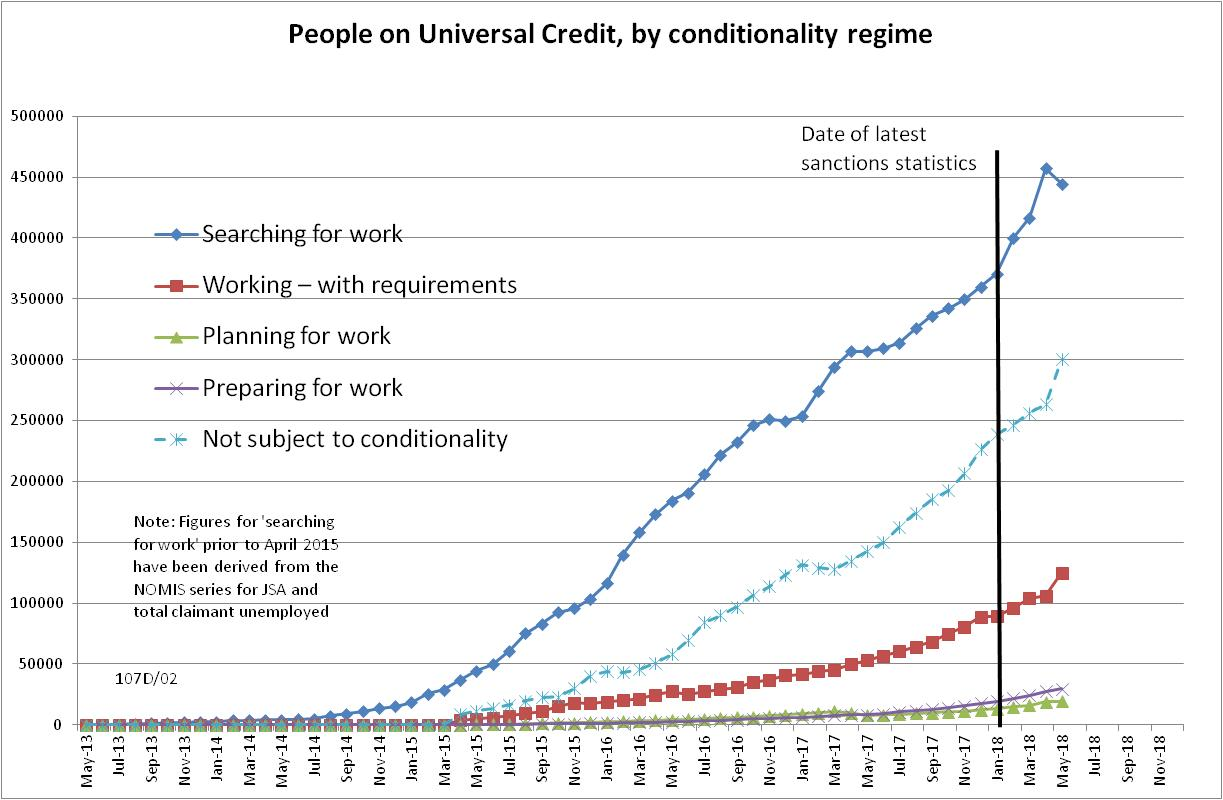 People on Universal Credit, by conditionality regime
500000
450000
400000
350000
300000
250000
200000
150000
100000
50000
0
Date of latest
sanctions statistics
Searching for work
Working – with requirements
Planning for work
Preparing for work
Not subject to conditionality
Note: Figures for 'searching
for work' prior to April 2015
have been derived from the
NOMIS series for JSA and
total claimant unemployed
107D/02
May-13
Jul-13
Sep-13
Nov-13
Jan-14
Mar-14
May-14
Jul-14
Sep-14
Nov-14
Jan-15
Mar-15
May-15
Jul-15
Sep-15
Nov-15
Jan-16
Mar-16
May-16
Jul-16
Sep-16
Nov-16
Jan-17
Mar-17
May-17
Jul-17
Sep-17
Nov-17
Jan-18
Mar-18
May-18
Jul-18
Sep-18
Nov-18